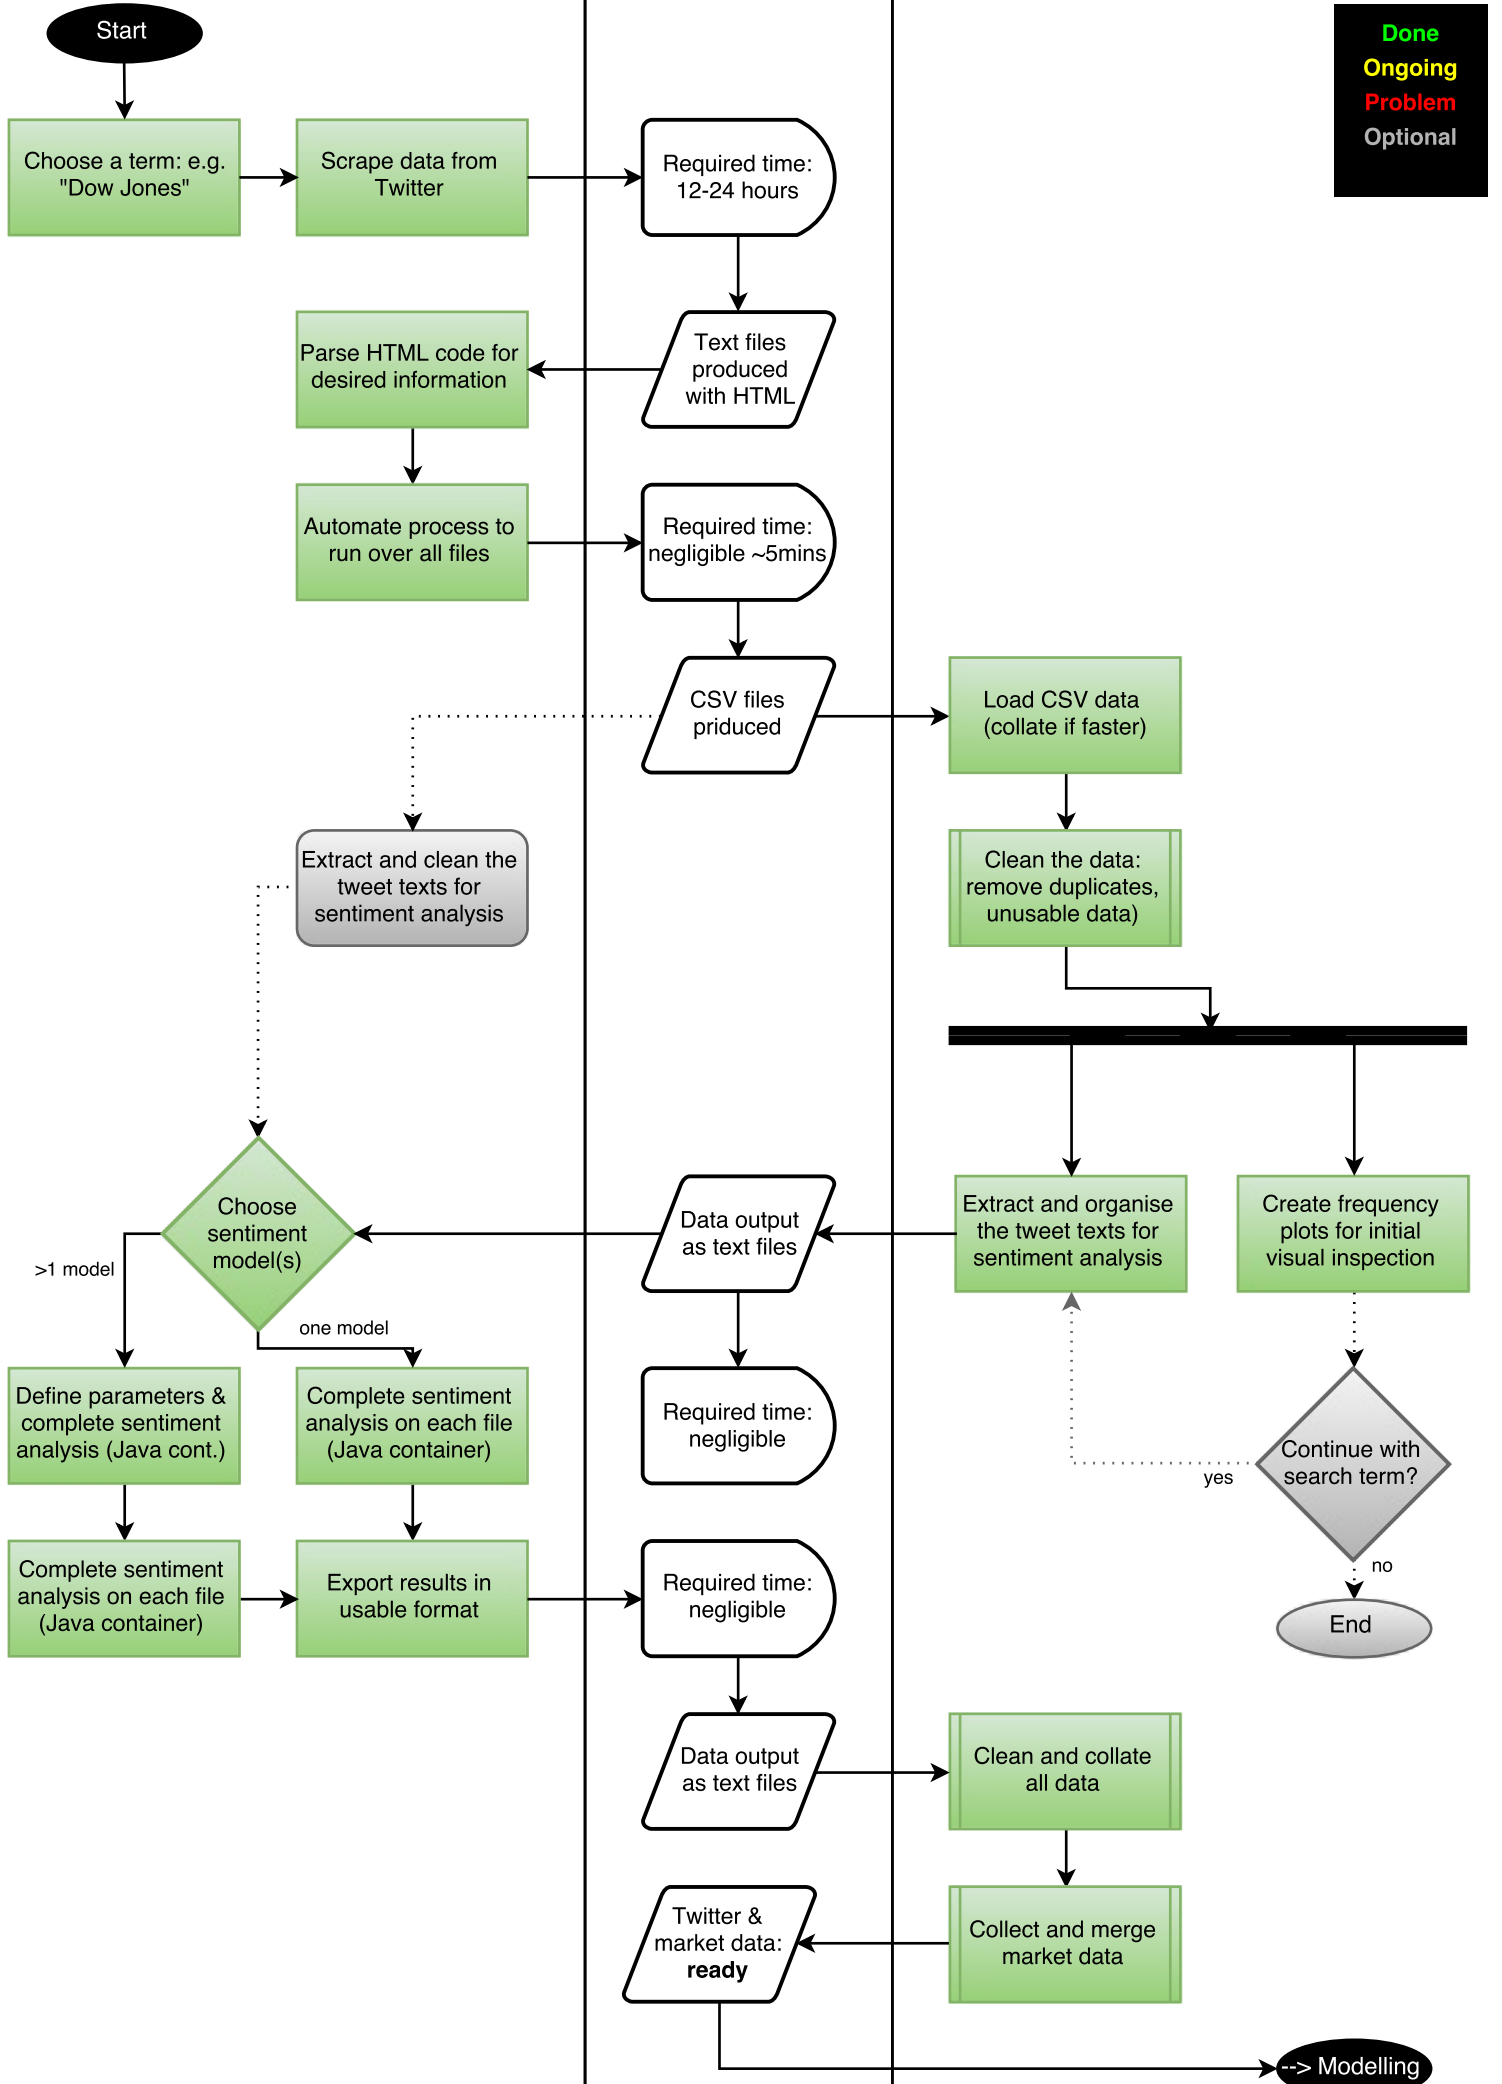 Start
Done
Ongoing
Problem
Optional
Choose a term: e.g.
"Dow Jones"
Scrape data from
Twitter
Required time:
12-24 hours
Text files
produced
with HTML
Parse HTML code for
desired information
Automate process to
run over all files
Required time:
negligible ~5mins
CSV files
priduced
Load CSV data
(collate if faster)
Extract and clean the
tweet texts for
sentiment analysis
Clean the data:
remove duplicates,
unusable data)
Choose
sentiment
model(s)
Data output
as text files
Extract and organise
the tweet texts for
sentiment analysis
Create frequency
plots for initial
visual inspection
>1 model
one model
Define parameters &
complete sentiment
analysis (Java cont.)
Complete sentiment
analysis on each file
(Java container)
Required time:
negligible
Continue with
search term?
yes
no
Complete sentiment
analysis on each file
(Java container)
Export results in
usable format
Required time:
negligible
End
Data output
as text files
Clean and collate
all data
Twitter &
market data:
ready
Collect and merge
market data
--> Modelling